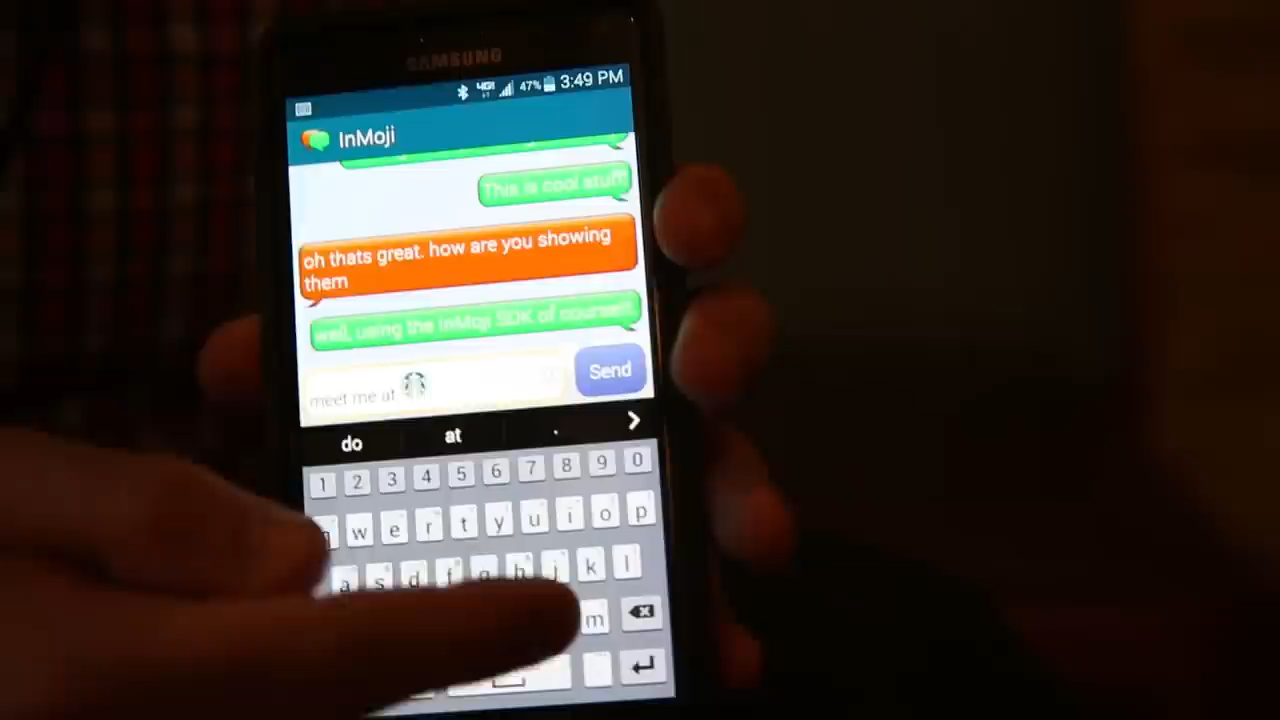 SAMSUNG
4G 47% 3:49 PM
InMoji
This is cool stuff!
oh thats great. how are you showing
them
well, using the InMoji SDK of course!!
meet me at
Send
do at .
1 2 3 4 5 6 7 8 9 0
w e r t y u i o p
a s d f g h j k l
m